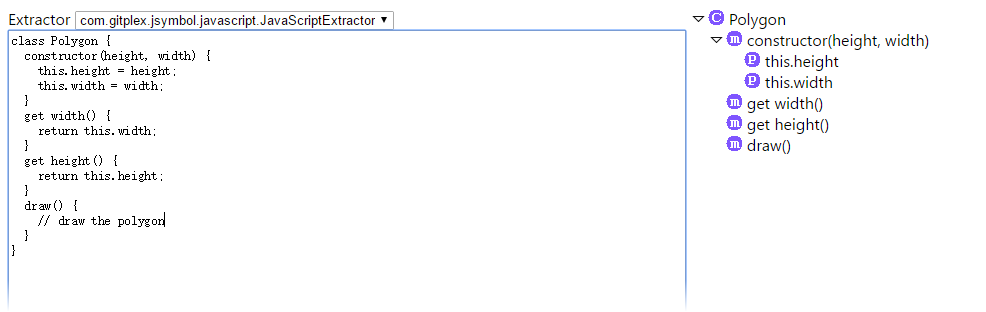 Extractor com.gitplex.jsymbol.javascript.JavaScriptExtractor
class Polygon {
  constructor(height, width) {
    this.height = height;
    this.width = width;
  }
  get width() {
    return this.width;
  }
  get height() {
    return this.height;
  }
  draw() {
    // draw the polygon
  }
}
C Polygon
m constructor(height, width)
P this.height
P this.width
m get width()
m get height()
m draw()